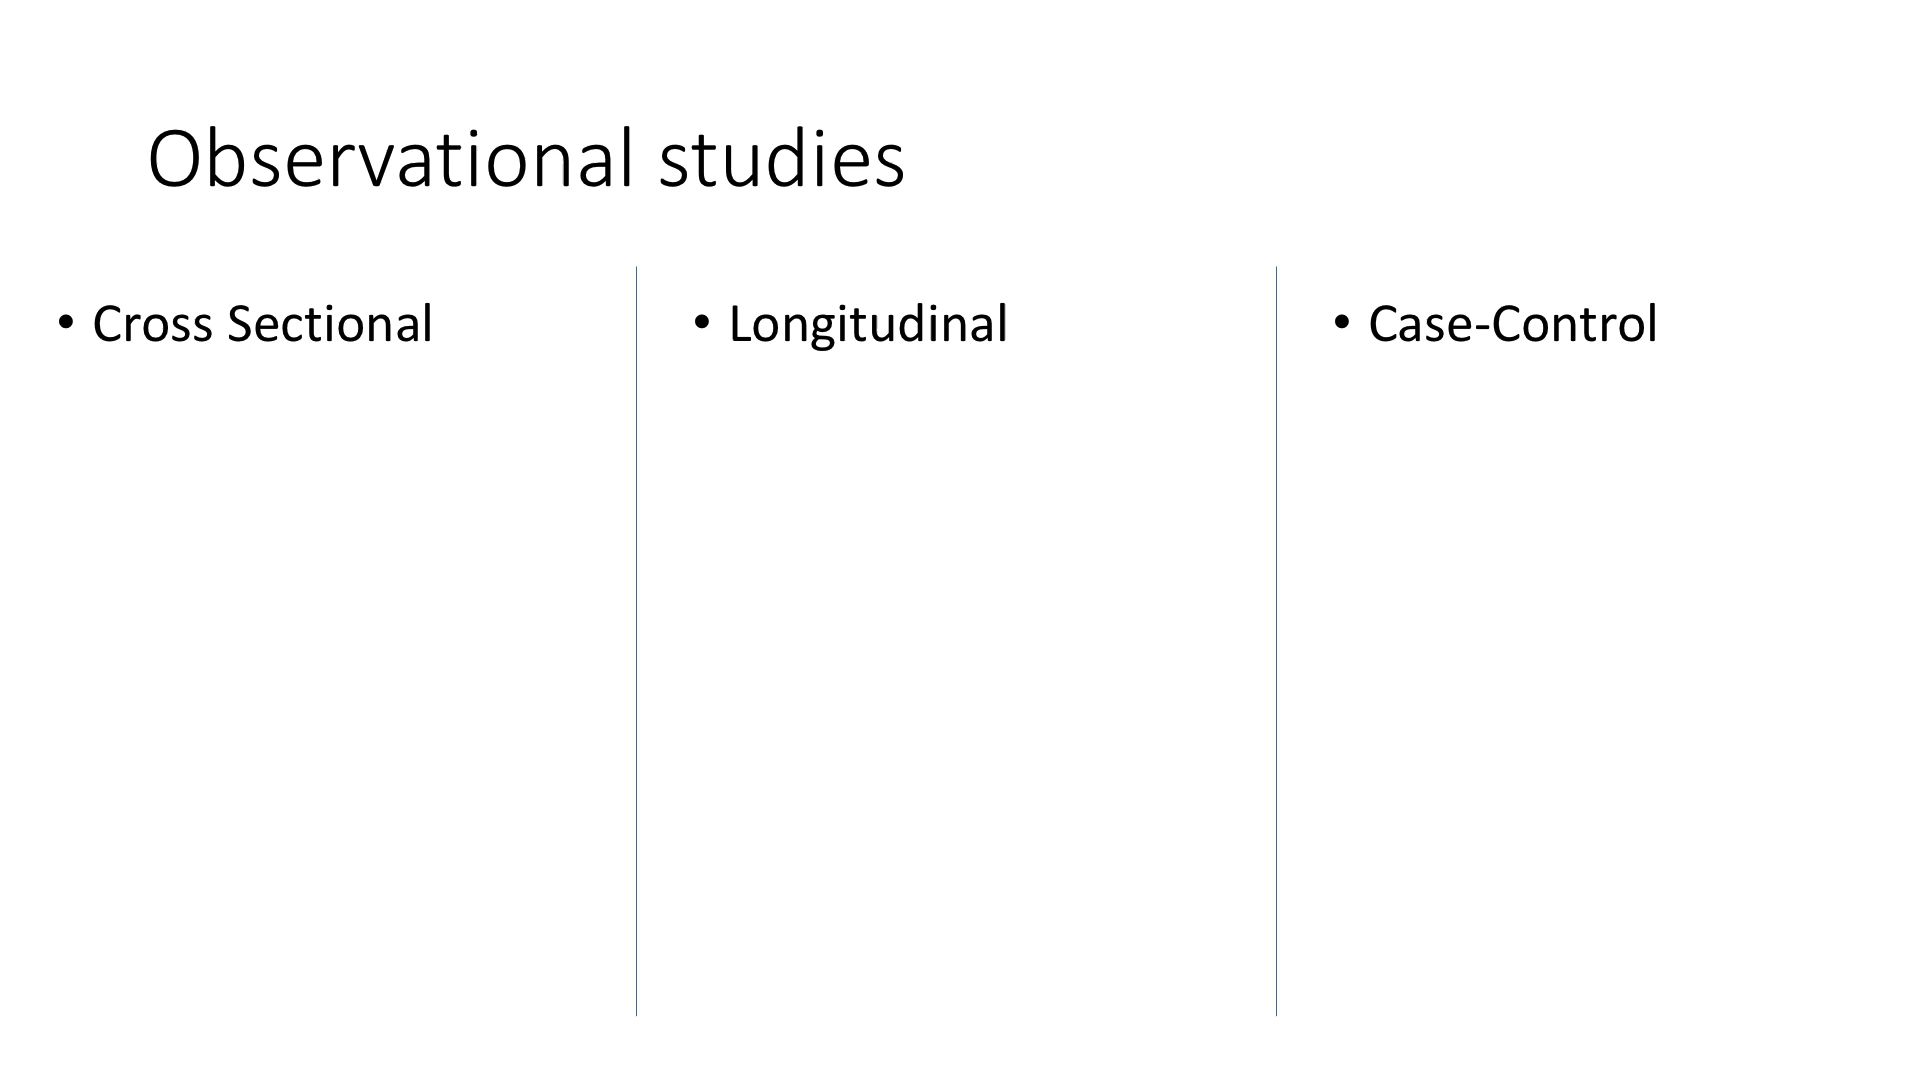 Observational studies
• Cross Sectional
• Longitudinal
• Case-Control